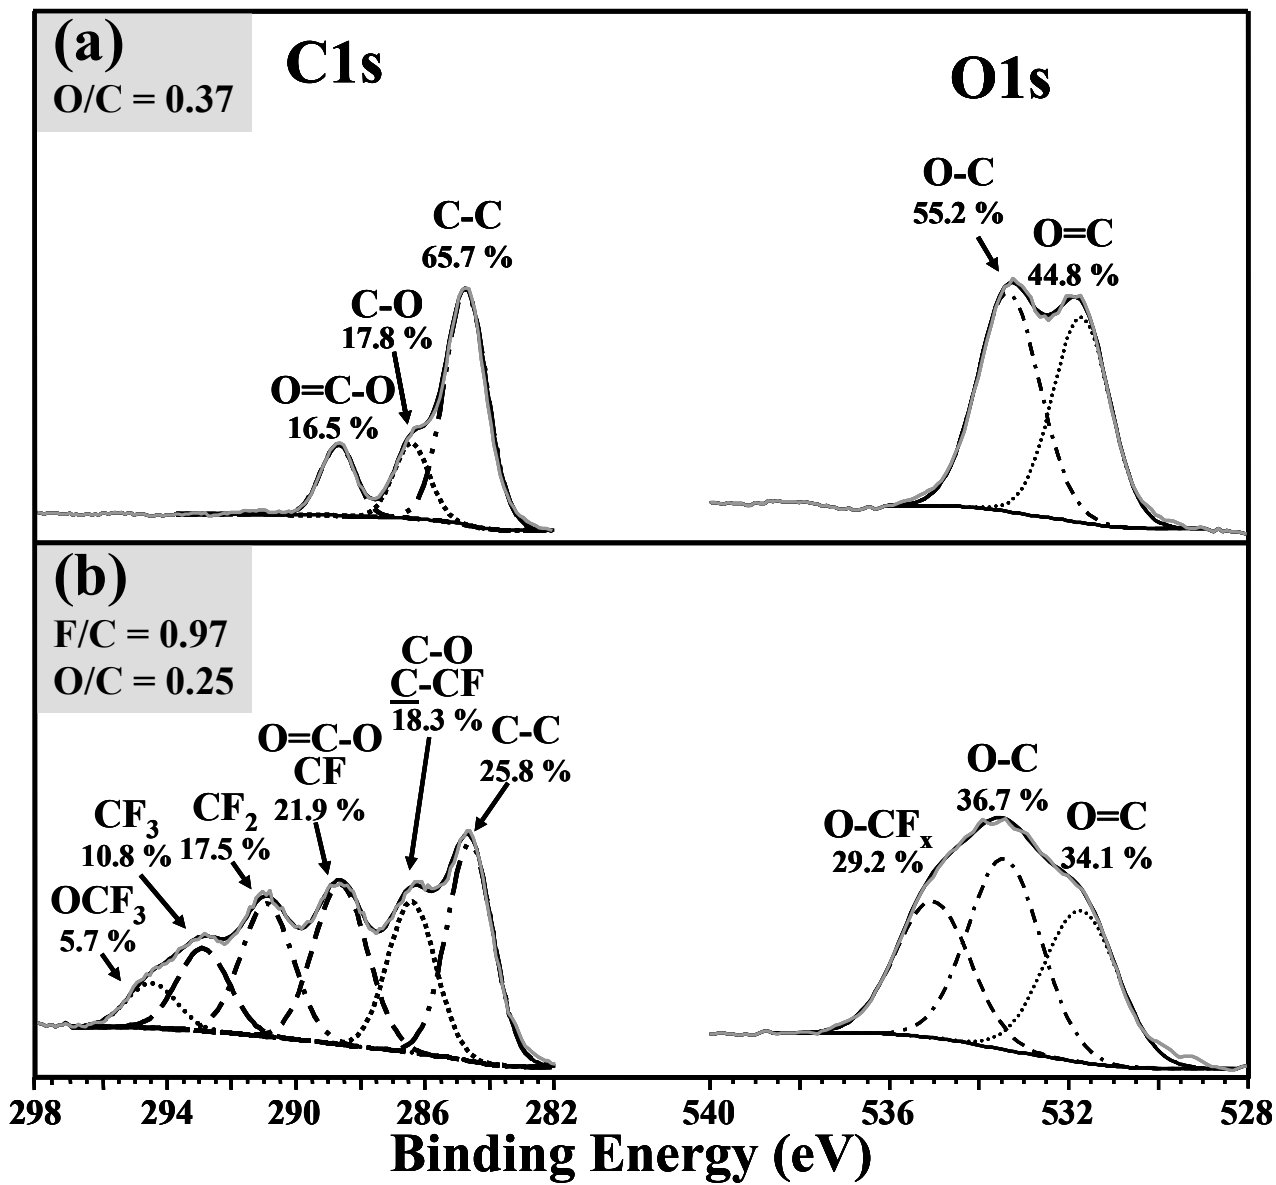 (a)
O/C = 0.37
C1s
O1s
C-C
65.7 %
C-O
17.8 %
O=C-O
16.5 %
O-C
55.2 %
O=C
44.8 %
(b)
F/C = 0.97
O/C = 0.25
OCF3
5.7 %
CF3
10.8 %
CF2
17.5 %
O=C-O
CF
21.9 %
C-O
C-CF
18.3 %
C-C
25.8 %
O-CFx
29.2 %
O-C
36.7 %
O=C
34.1 %
298 294 290 286 282 540 536 532 528
Binding Energy (eV)